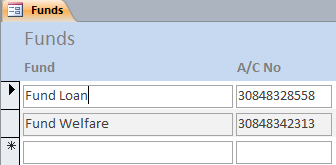 Funds
Funds
Fund A/C No
Fund Loan 30848328558
Fund Welfare 30848342313